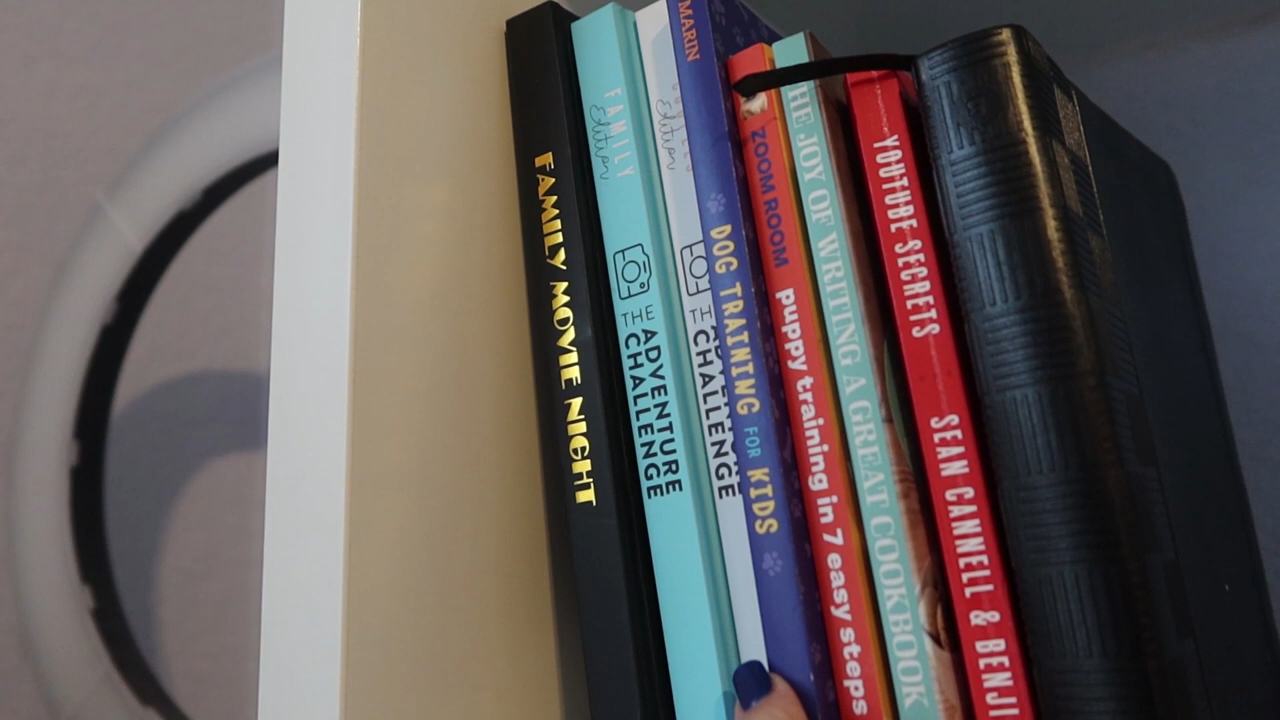 FAMILY MOVIE NIGHT
FAMILY
Edition
THE
ADVENTURE
CHALLENGE
Edition
CHALLENGE
MARIN
DOG TRAINING FOR KIDS
ZOOM ROOM
puppy training in 7 easy steps
HE JOY OF WRITING A GREAT COOKBOOK
YOUTUBE SECRETS
SEAN CANNELL & BENJI